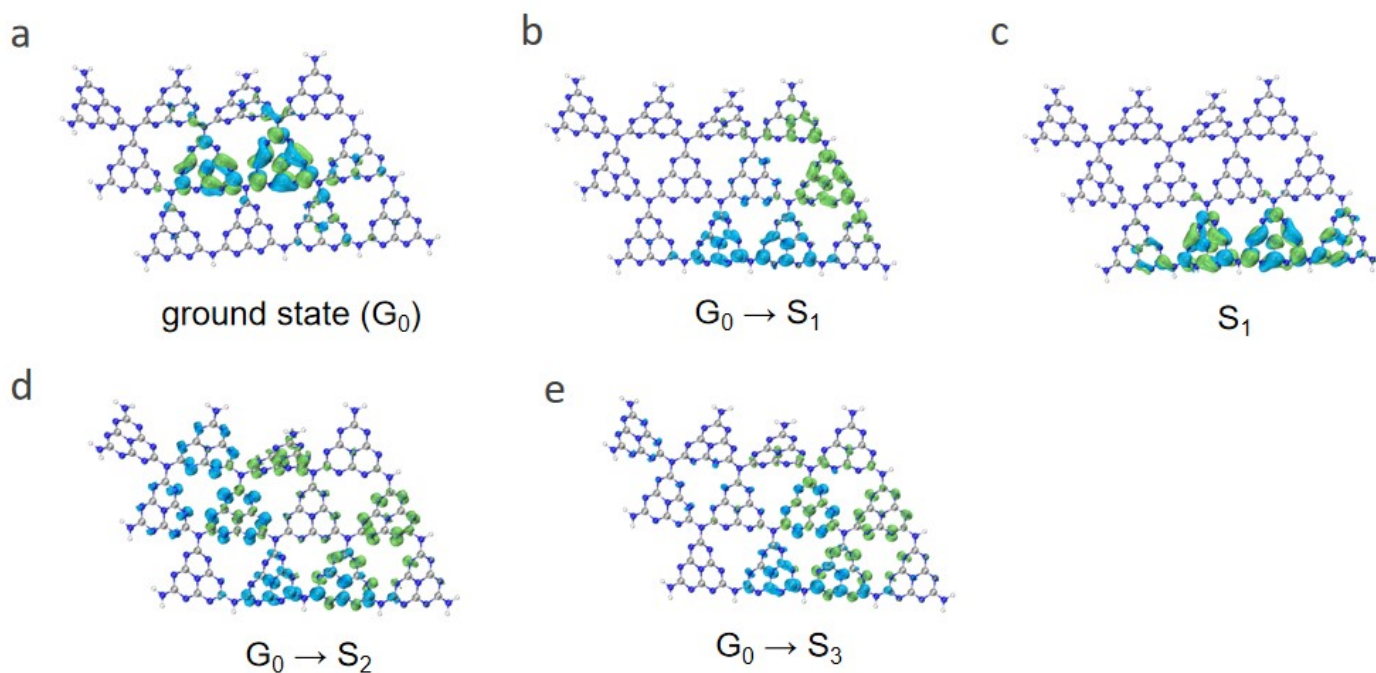 a
b
c
ground state (G₀)
G₀ → S₁
S₁
d
e
G₀ → S₂
G₀ → S₃